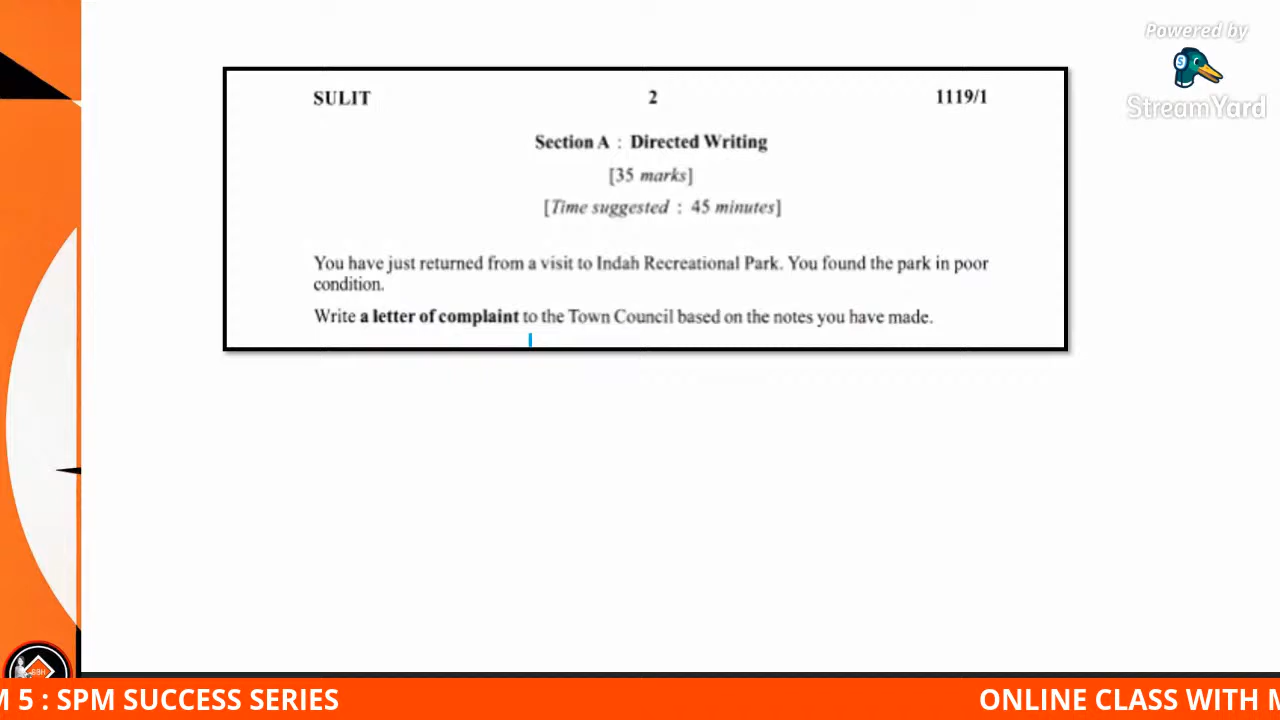 Powered by
StreamYard
SULIT 2 1119/1
Section A : Directed Writing
[35 marks]
[Time suggested : 45 minutes]
You have just returned from a visit to Indah Recreational Park. You found the park in poor
condition.
Write a letter of complaint to the Town Council based on the notes you have made.
M 5 : SPM SUCCESS SERIES
ONLINE CLASS WITH M